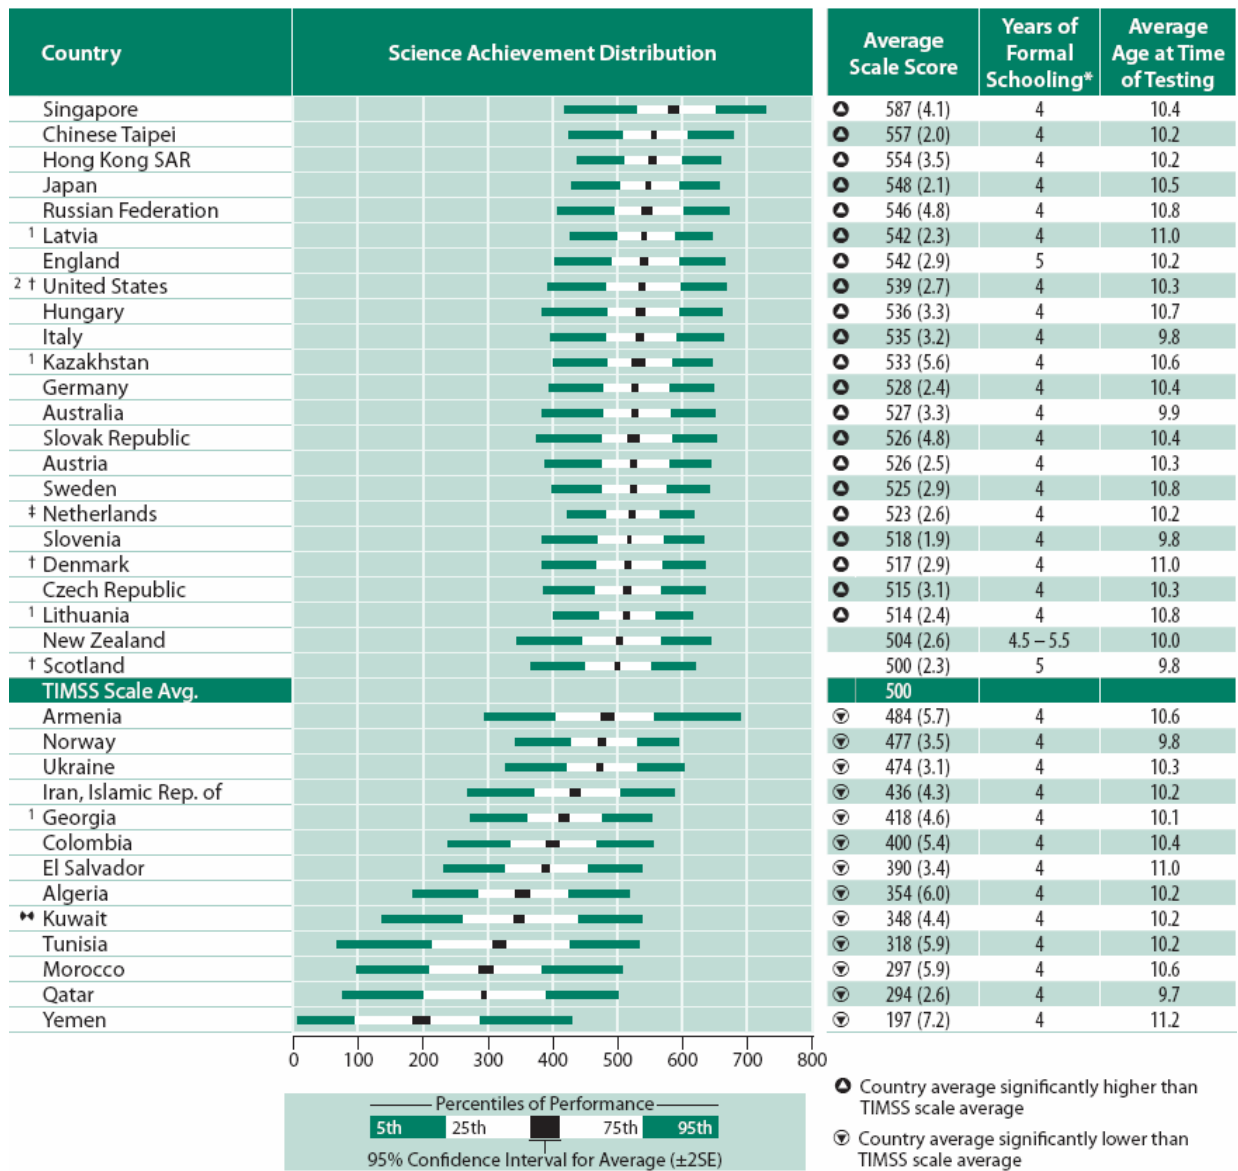 Country Science Achievement Distribution Average Scale Score Years of Formal Schooling* Average Age at Time of Testing
Singapore 587 (4.1) 4 10.4
Chinese Taipei 557 (2.0) 4 10.2
Hong Kong SAR 554 (3.5) 4 10.2
Japan 548 (2.1) 4 10.5
Russian Federation 546 (4.8) 4 10.8
1 Latvia 542 (2.3) 4 11.0
England 542 (2.9) 5 10.2
2 † United States 539 (2.7) 4 10.3
Hungary 536 (3.3) 4 10.7
Italy 535 (3.2) 4 9.8
1 Kazakhstan 533 (5.6) 4 10.6
Germany 528 (2.4) 4 10.4
Australia 527 (3.3) 4 9.9
Slovak Republic 526 (4.8) 4 10.4
Austria 526 (2.5) 4 10.3
Sweden 525 (2.9) 4 10.8
‡ Netherlands 523 (2.6) 4 10.2
Slovenia 518 (1.9) 4 9.8
† Denmark 517 (2.9) 4 11.0
Czech Republic 515 (3.1) 4 10.3
1 Lithuania 514 (2.4) 4 10.8
New Zealand 504 (2.6) 4.5 – 5.5 10.0
† Scotland 500 (2.3) 5 9.8
TIMSS Scale Avg. 500
Armenia 484 (5.7) 4 10.6
Norway 477 (3.5) 4 9.8
Ukraine 474 (3.1) 4 10.3
Iran, Islamic Rep. of 436 (4.3) 4 10.2
1 Georgia 418 (4.6) 4 10.1
Colombia 400 (5.4) 4 10.4
El Salvador 390 (3.4) 4 11.0
Algeria 354 (6.0) 4 10.2
Kuwait 348 (4.4) 4 10.2
Tunisia 318 (5.9) 4 10.2
Morocco 297 (5.9) 4 10.6
Qatar 294 (2.6) 4 9.7
Yemen 197 (7.2) 4 11.2
0 100 200 300 400 500 600 700 800
Percentiles of Performance
5th 25th 75th 95th
95% Confidence Interval for Average (±2SE)
Country average significantly higher than
TIMSS scale average
Country average significantly lower than
TIMSS scale average